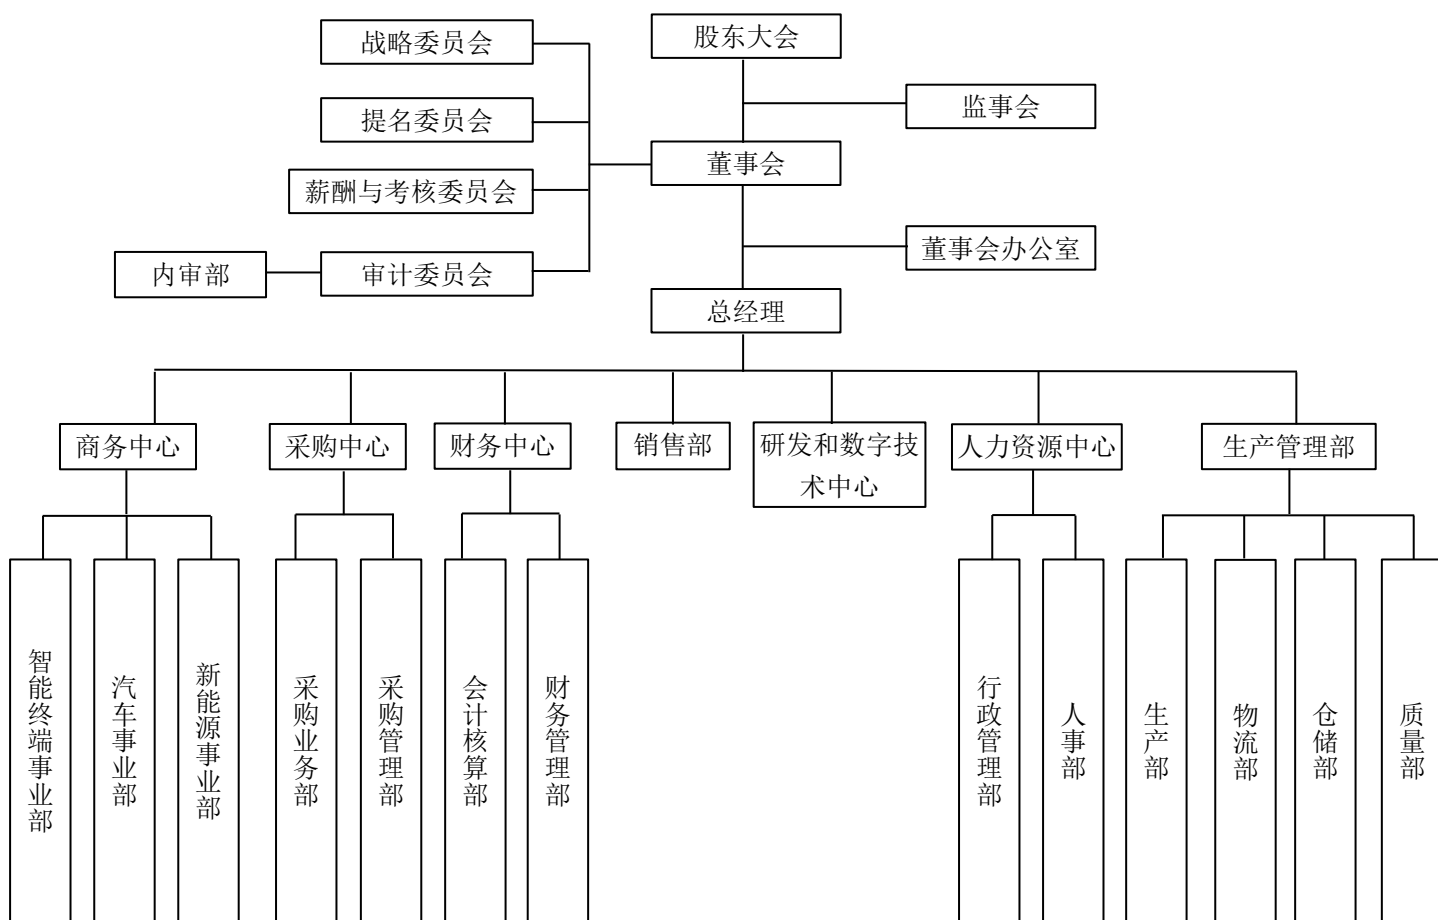 战略委员会
股东大会
提名委员会
监事会
董事会
薪酬与考核委员会
董事会办公室
内审部
审计委员会
总经理
商务中心
采购中心
财务中心
销售部
研发和数字技
术中心
人力资源中心
生产管理部
智能终端事业部
汽车事业部
新能源事业部
采购业务部
采购管理部
会计核算部
财务管理部
行政管理部
人事部
生产部
物流部
仓储部
质量部